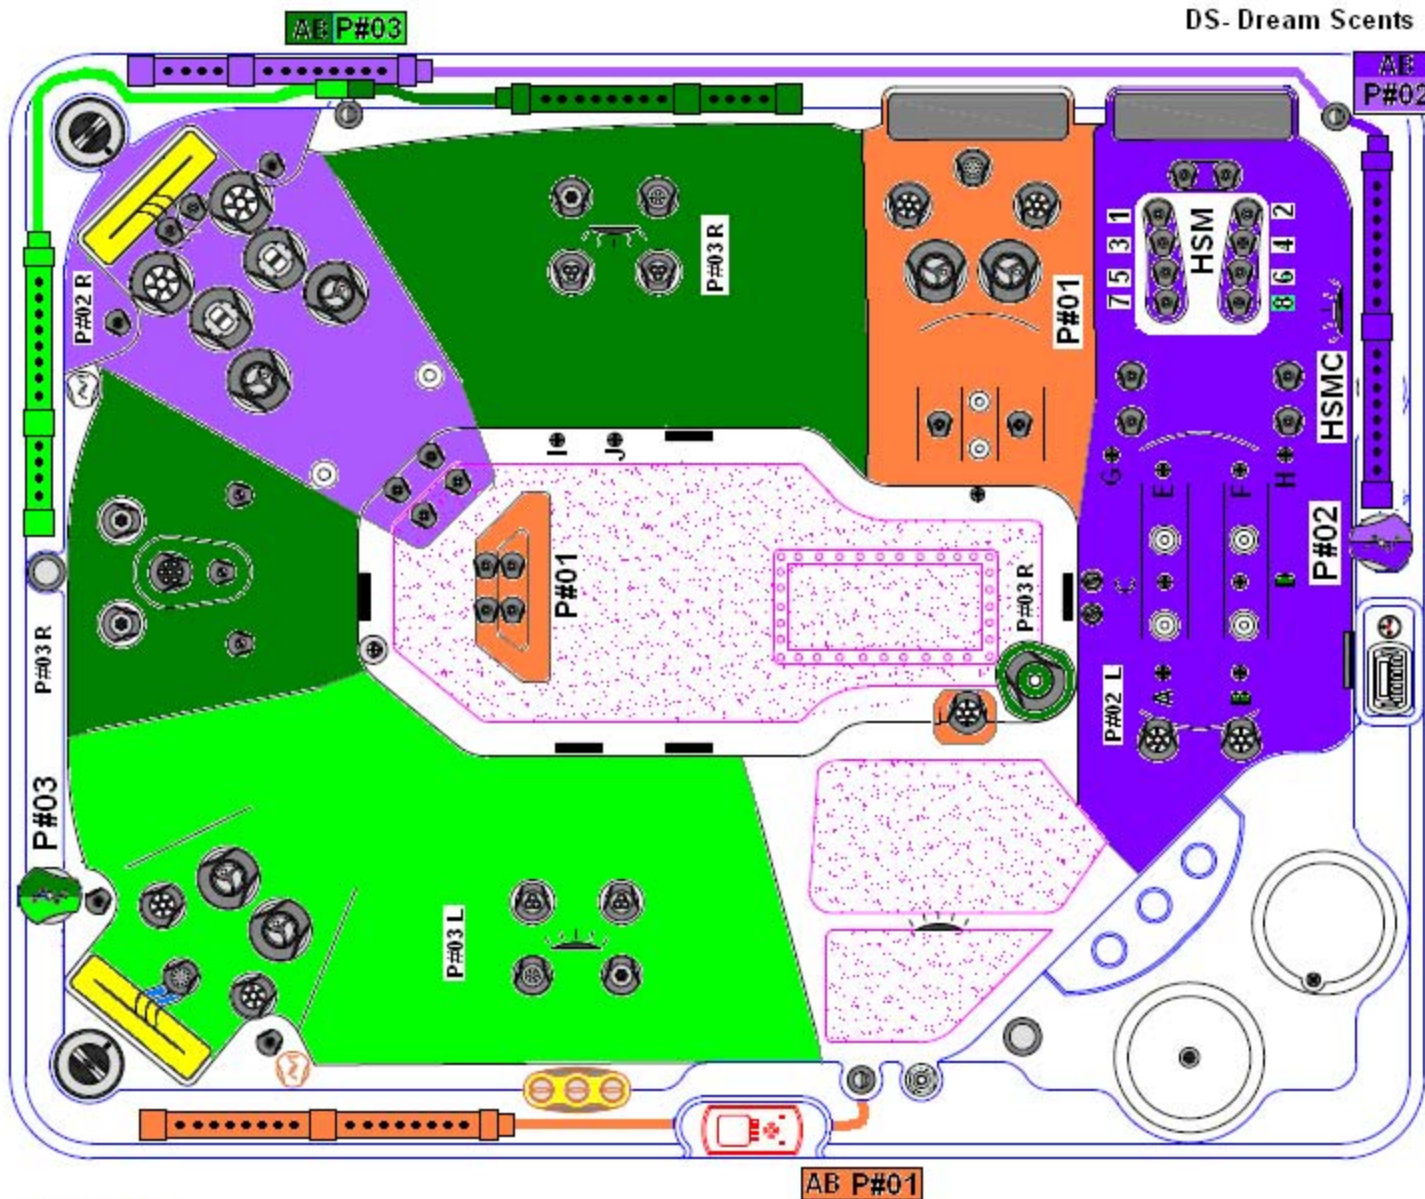 DS- Dream Scents
AB P#03
AB
P#02
P#02 R
P#03 R
P#01
1
2
3
4
5
6
7
8
HSM
HSMC
G
E
F
H
I
J
P#01
P#03 R
C
D
P#02
P#03 R
P#02 L
A
B
P#03
P#03 L
AB P#01